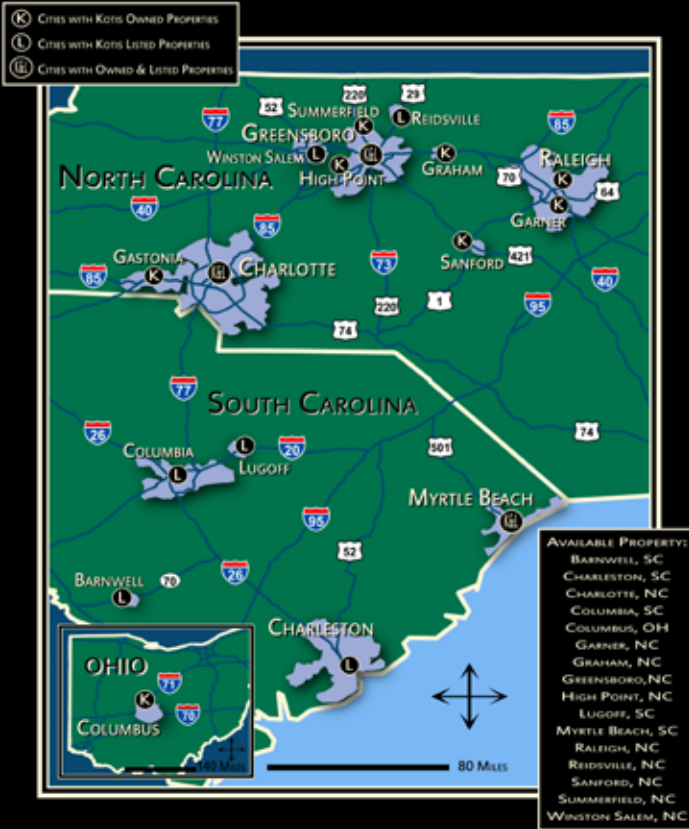 K Cities with Kotis Owned Properties
L Cities with Kotis Listed Properties
Cities with Owned & Listed Properties
220
29
52
77
Summerfield
K
L
Reidsville
85
Greensboro
Winston Salem
L
K
High Point
K
Graham
Raleigh
K
70
64
North Carolina
K
Garner
40
85
K
Sanford
421
Gastonia
K
Charlotte
85
73
40
1
220
95
74
77
South Carolina
26
Columbia
L
L
Lugoff
20
501
74
Myrtle Beach
95
52
Barnwell
L
70
26
Charleston
L
Ohio
71
K
70
Columbus
140 Miles
80 Miles
Available Property:
Barnwell, SC
Charleston, SC
Charlotte, NC
Columbia, SC
Columbus, OH
Garner, NC
Graham, NC
Greensboro,NC
High Point, NC
Lugoff, SC
Myrtle Beach, SC
Raleigh, NC
Reidsville, NC
Sanford, NC
Summerfield, NC
Winston Salem, NC